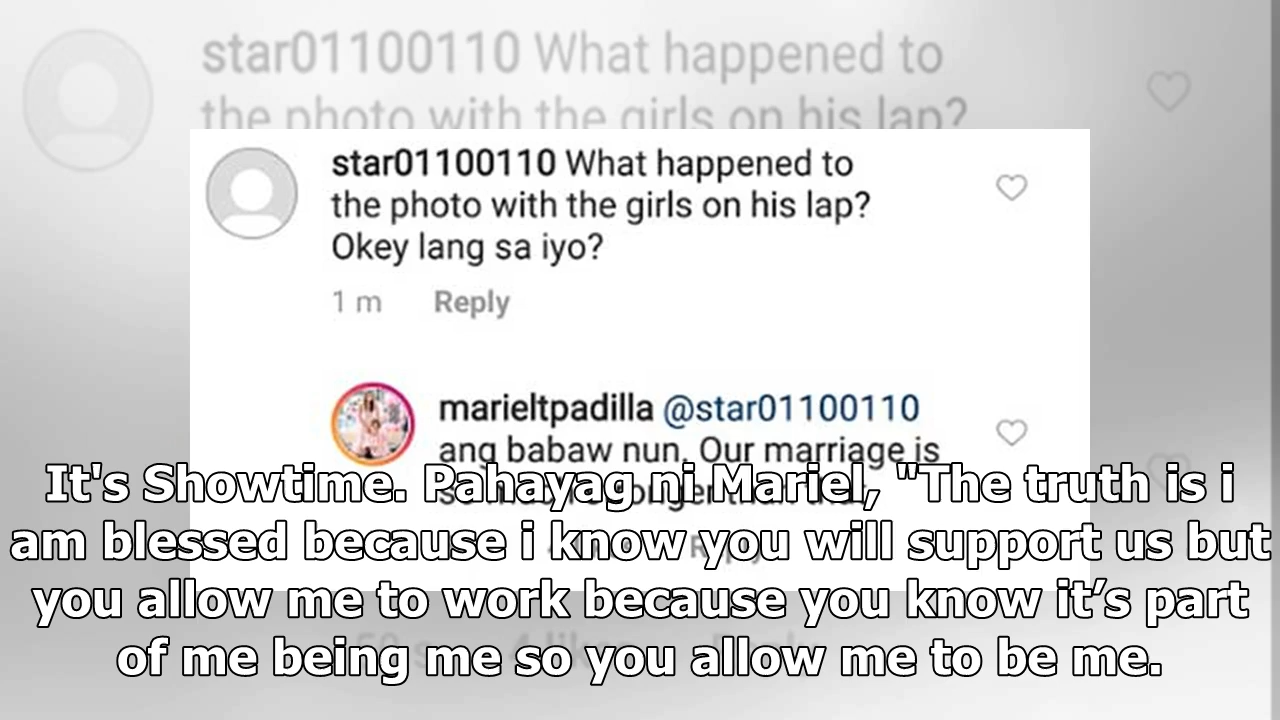 star01100110 What happened to
the photo with the girls on his lap?
star01100110 What happened to
the photo with the girls on his lap?
Okey lang sa iyo?
1 m Reply
marieltpadilla @star01100110
ang babaw nun. Our marriage is
It's Showtime. Pahayag ni Mariel, "The truth is i
am blessed because i know you will support us but
you allow me to work because you know it’s part
of me being me so you allow me to be me.